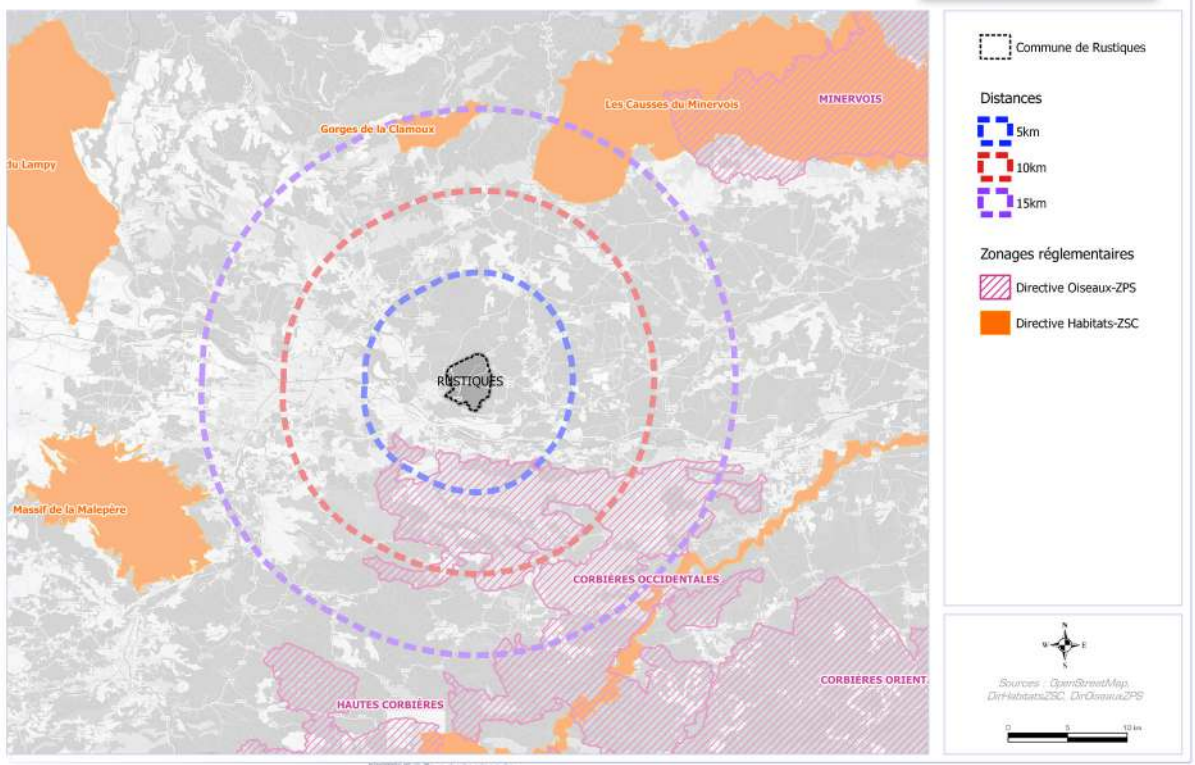 Gorges de la Clamoux
Les Causses du Minervois
MINERVOIS
du Lampy
RUSTIQUES
Massif de la Malepère
CORBIÈRES OCCIDENTALES
HAUTES CORBIÈRES
CORBIÈRES ORIENT
Commune de Rustiques
Distances
5km
10km
15km
Zonages réglementaires
Directive Oiseaux-ZPS
Directive Habitats-ZSC
N
W E
S
Sources : OpenStreetMap,
DirHabitatsZSC, DirOiseauxZPS
0 5 10 km